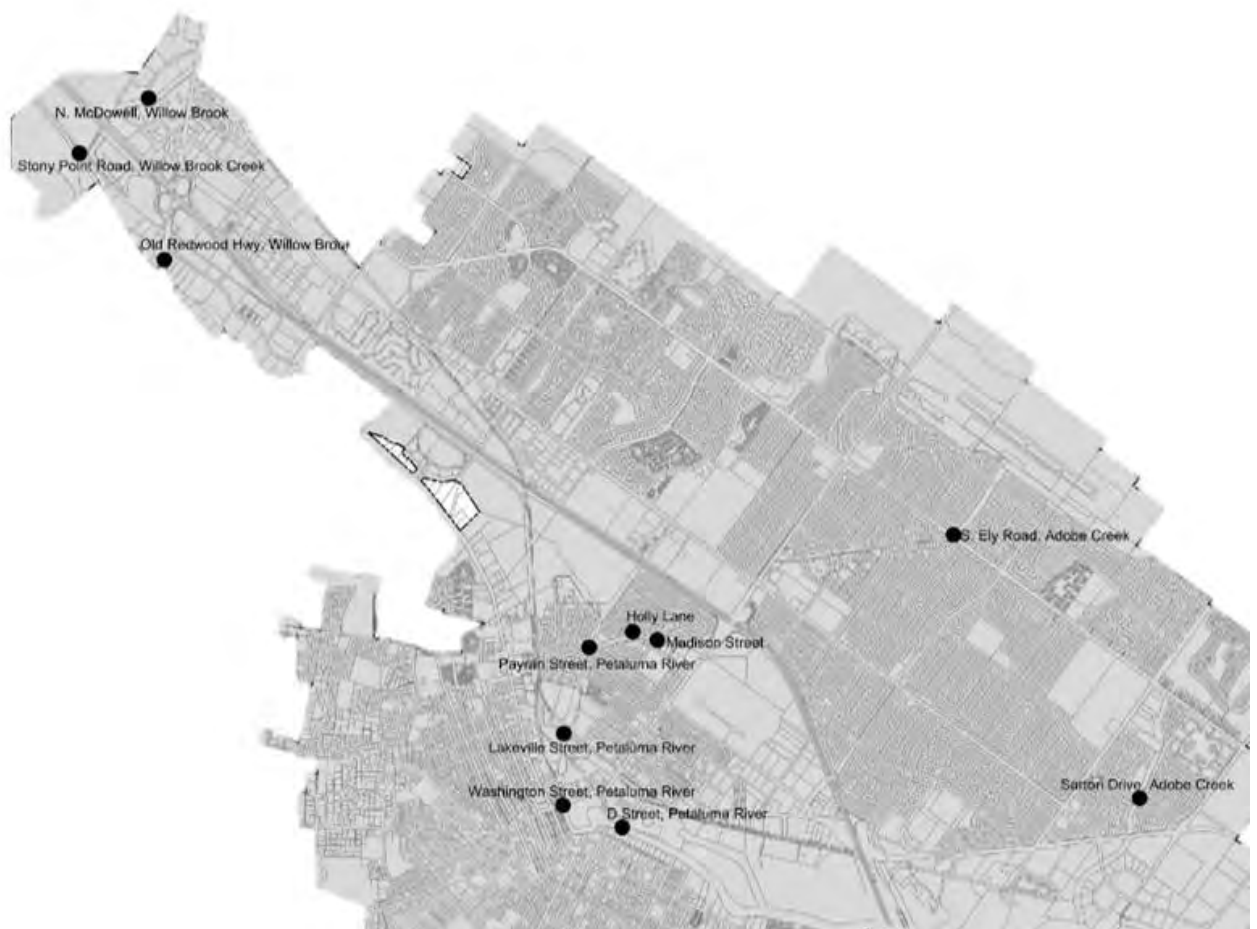 N. McDowell, Willow Brook
Stony Point Road, Willow Brook Creek
Old Redwood Hwy, Willow Brow
S. Ely Road, Adobe Creek
Holly Lane
Madison Street
Payran Street, Petaluma River
Lakeville Street, Petaluma River
Sartori Drive, Adobe Creek
Washington Street, Petaluma River
D Street, Petaluma River